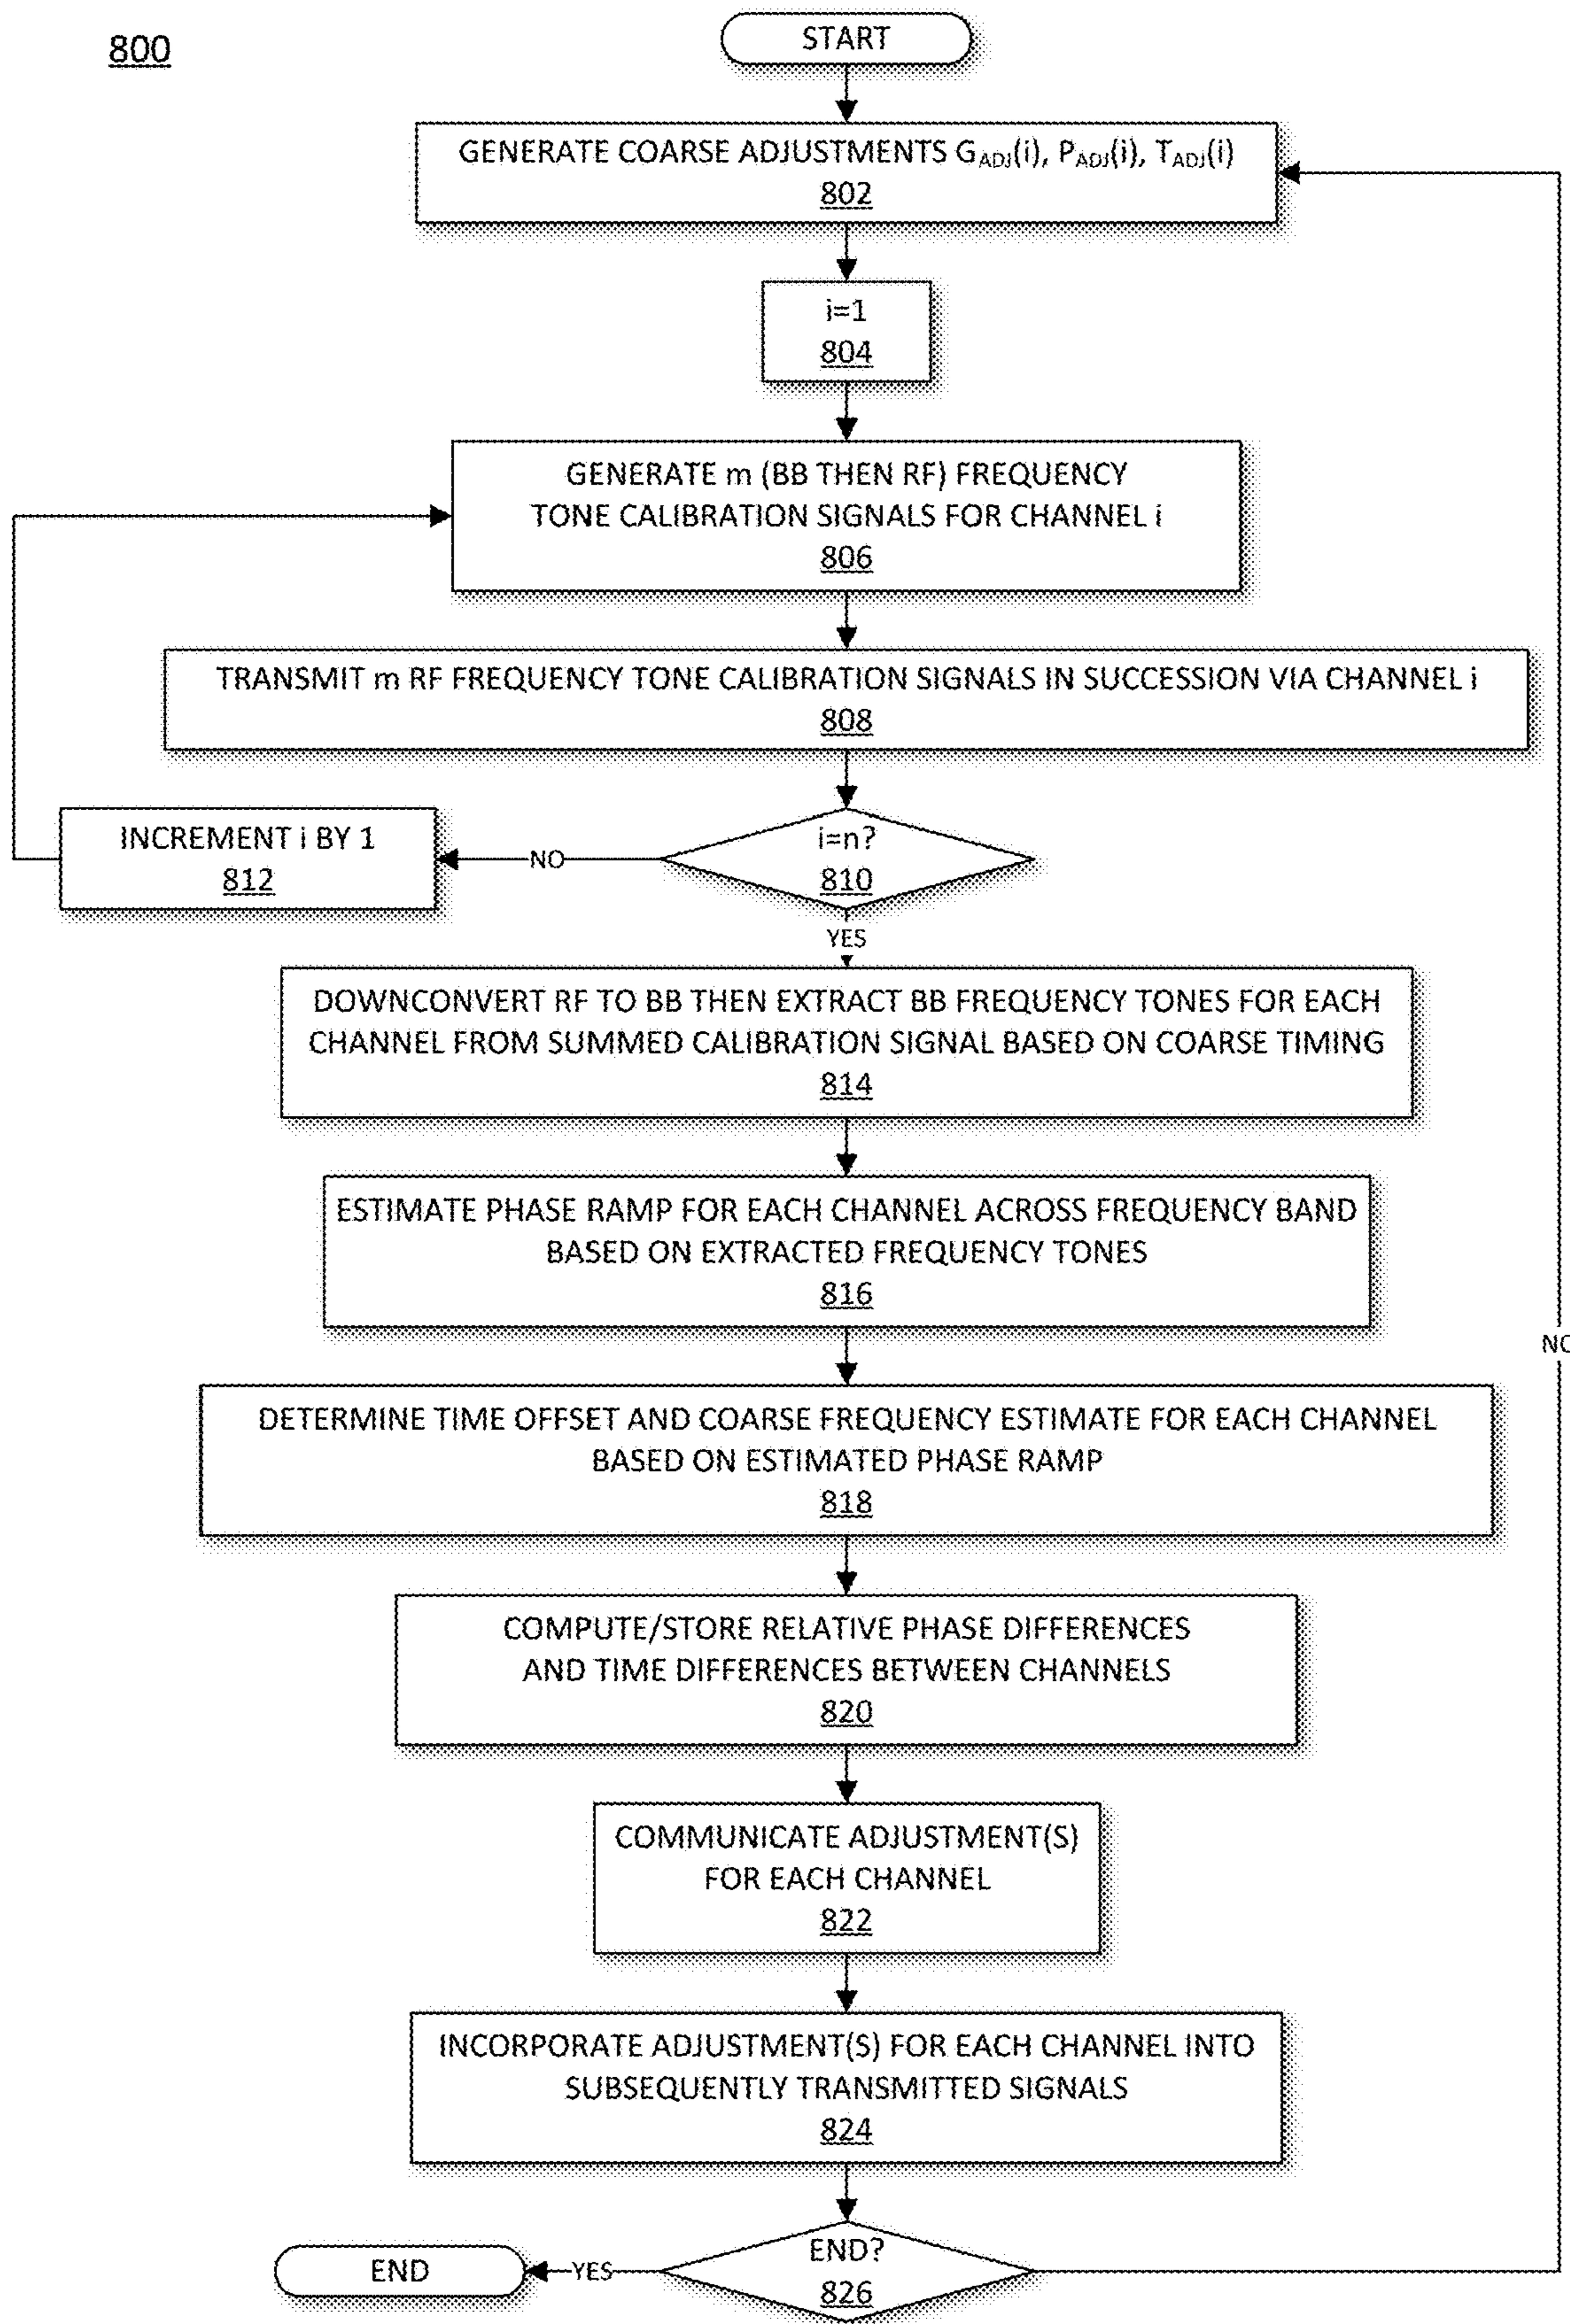 800
START
GENERATE COARSE ADJUSTMENTS G_ADJ(i), P_ADJ(i), T_ADJ(i)
802
i=1
804
GENERATE m (BB THEN RF) FREQUENCY
TONE CALIBRATION SIGNALS FOR CHANNEL i
806
TRANSMIT m RF FREQUENCY TONE CALIBRATION SIGNALS IN SUCCESSION VIA CHANNEL i
808
INCREMENT i BY 1
812
NO
i=n?
810
YES
DOWNCONVERT RF TO BB THEN EXTRACT BB FREQUENCY TONES FOR EACH
CHANNEL FROM SUMMED CALIBRATION SIGNAL BASED ON COARSE TIMING
814
ESTIMATE PHASE RAMP FOR EACH CHANNEL ACROSS FREQUENCY BAND
BASED ON EXTRACTED FREQUENCY TONES
816
NO
DETERMINE TIME OFFSET AND COARSE FREQUENCY ESTIMATE FOR EACH CHANNEL
BASED ON ESTIMATED PHASE RAMP
818
COMPUTE/STORE RELATIVE PHASE DIFFERENCES
AND TIME DIFFERENCES BETWEEN CHANNELS
820
COMMUNICATE ADJUSTMENT(S)
FOR EACH CHANNEL
822
INCORPORATE ADJUSTMENT(S) FOR EACH CHANNEL INTO
SUBSEQUENTLY TRANSMITTED SIGNALS
824
END
YES
END?
826